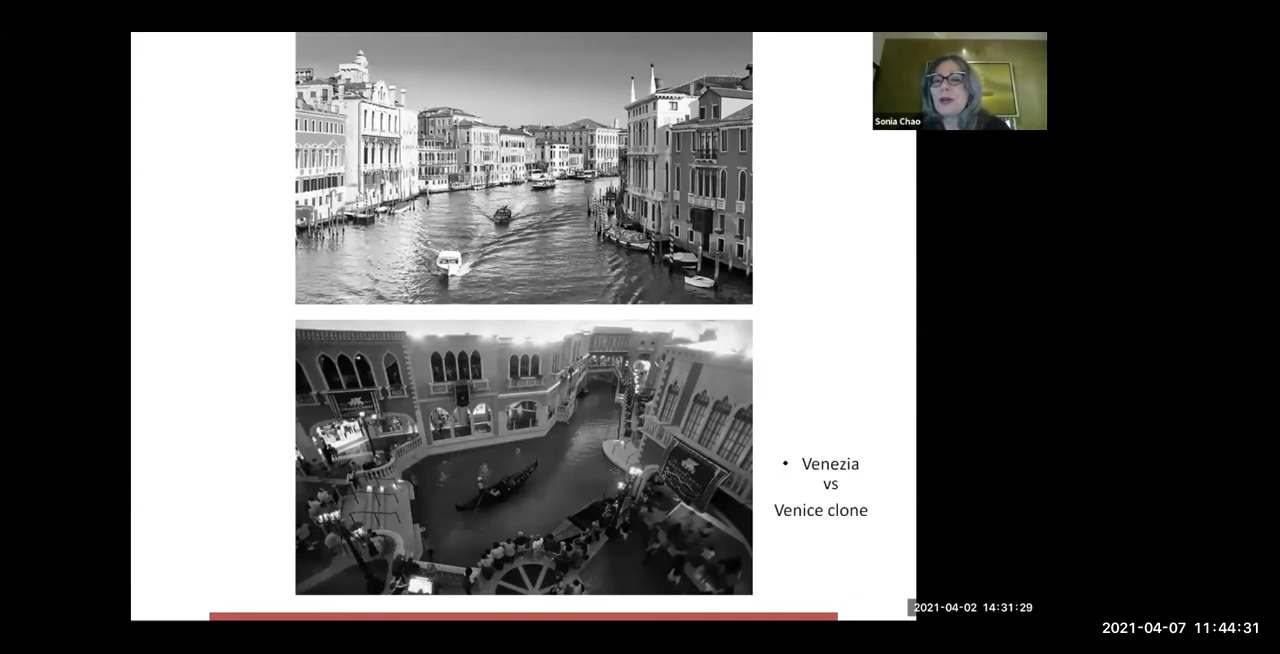 Sonia Chao
• Venezia
vs
Venice clone
2021-04-02 14:31:29
2021-04-07 11:44:31